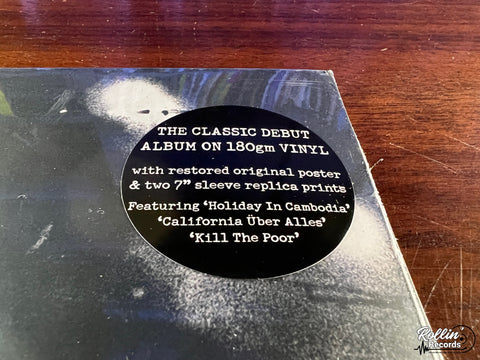 THE CLASSIC DEBUT
ALBUM ON 180gm VINYL
with restored original poster
& two 7” sleeve replica prints
Featuring ‘Holiday In Cambodia’
‘California Über Alles’
‘Kill The Poor’
Rollin'
Records